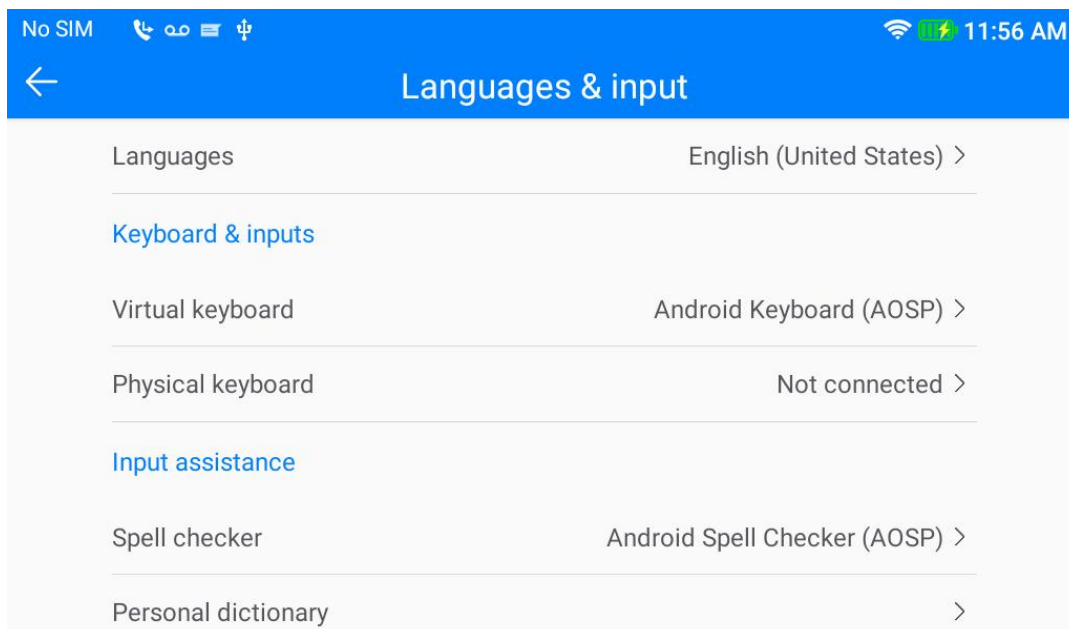 No SIM 11:56 AM
Languages & input
Languages English (United States)
Keyboard & inputs
Virtual keyboard Android Keyboard (AOSP)
Physical keyboard Not connected
Input assistance
Spell checker Android Spell Checker (AOSP)
Personal dictionary